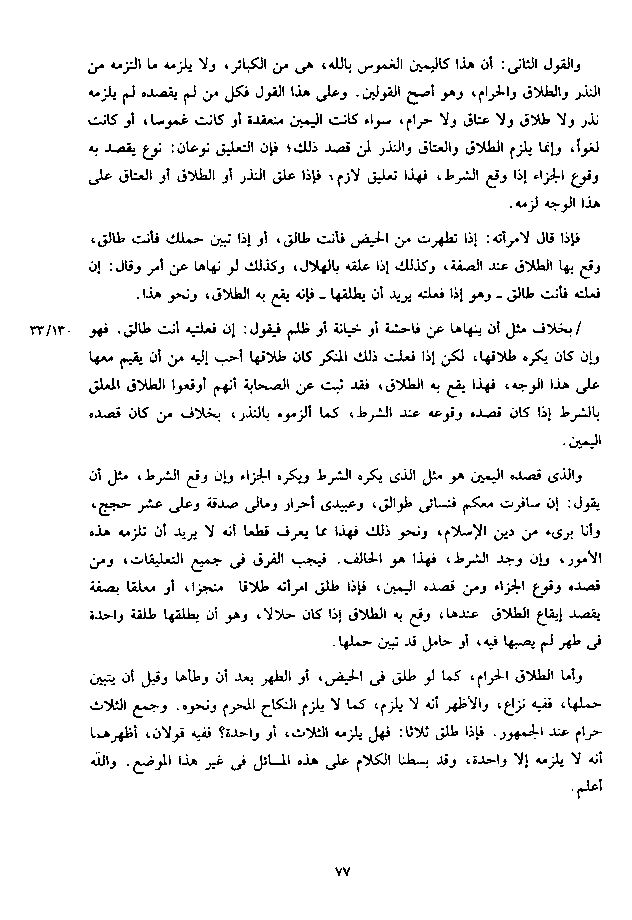 والقول الثانى: أن هذا كاليمين الغموس بالله، هى من الكبائر، ولا يلزمه ما التزمه من
النذر والطلاق والحرام، وهو أصح القولين. وعلى هذا القول فكل من لم يقصده لم يلزمه
نذر ولا طلاق ولا عتاق ولا حرام، سواء كانت اليمين منعقدة أو كانت غموسا، أو كانت
لغواً، وإنما يلزم الطلاق والعتاق والنذر لمن قصد ذلك؛ فإن التعليق نوعان: نوع يقصد به
وقوع الجزاء إذا وقع الشرط، فهذا تعليق لازم، فإذا علق النذر أو الطلاق أو العتاق على
هذا الوجه لزمه.
فإذا قال لامرأته: إذا تطهرت من الحيض فأنت طالق، أو إذا تبين حملك فأنت طالق،
وقع بها الطلاق عند الصفة، وكذلك إذا علقه بالهلال، وكذلك لو نهاها عن أمر وقال: إن
فعلته فأنت طالق ـ وهو إذا فعلته يريد أن يطلقها ـ فإنه يقع به الطلاق، ونحو هذا.
٣٣/١٣٠ / بخلاف مثل أن ينهاها عن فاحشة أو خيانة أو ظلم فيقول: إن فعلتيه أنت طالق. فهو
وإن كان يكره طلاقها، لكن إذا فعلت ذلك المنكر كان طلاقها أحب إليه من أن يقيم معها
على هذا الوجه، فهذا يقع به الطلاق، فقد ثبت عن الصحابة أنهم أوقعوا الطلاق المعلق
بالشرط إذا كان قصده وقوعه عند الشرط، كما ألزموه بالنذر، بخلاف من كان قصده
اليمين.
والذى قصده اليمين هو مثل الذى يكره الشرط ويكره الجزاء وإن وقع الشرط، مثل أن
يقول: إن سافرت معكم فنسائى طوالق، وعبيدى أحرار ومالى صدقة وعلى عشر حجج،
وأنا برىء من دين الإسلام، ونحو ذلك فهذا مما يعرف قطعا أنه لا يريد أن تلزمه هذه
الأمور، وإن وجد الشرط، فهذا هو الحالف. فيجب الفرق فى جميع التعليقات، ومن
قصده وقوع الجزاء ومن قصده اليمين، فإذا طلق امرأته طلاقا منجزا، أو معلقا بصفة
يقصد إيقاع الطلاق عندها، وقع به الطلاق إذا كان حلالا، وهو أن يطلقها طلقة واحدة
فى طهر لم يصبها فيه، أو حامل قد تبين حملها.
وأما الطلاق الحرام، كما لو طلق فى الحيض، أو الطهر بعد أن وطأها وقبل أن يتبين
حملها، ففيه نزاع، والأظهر أنه لا يلزم، كما لا يلزم النكاح المحرم ونحوه. وجمع الثلاث
حرام عند الجمهور. فإذا طلق ثلاثا: فهل يلزمه الثلاث، أو واحدة؟ ففيه قولان، أظهرهما
أنه لا يلزمه إلا واحدة، وقد بسطنا الكلام على هذه المسائل فى غير هذا الموضع. والله
أعلم.
٧٧